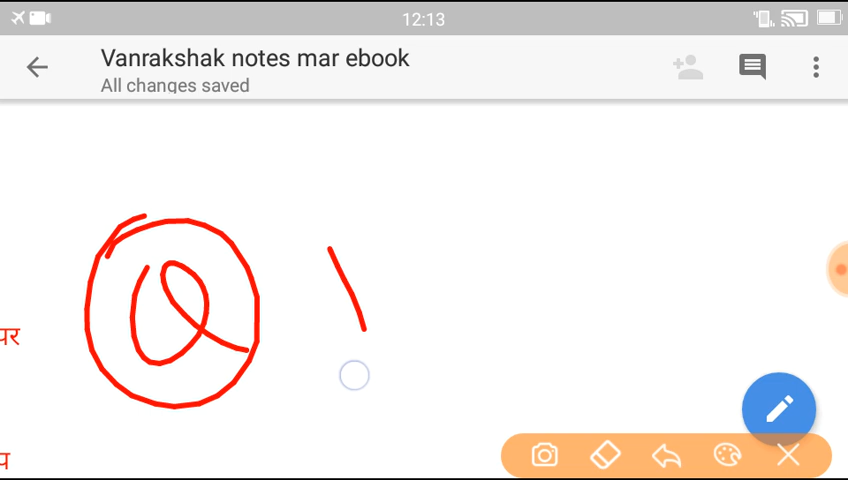 12:13
Vanrakshak notes mar ebook
All changes saved
Q \
पर
प